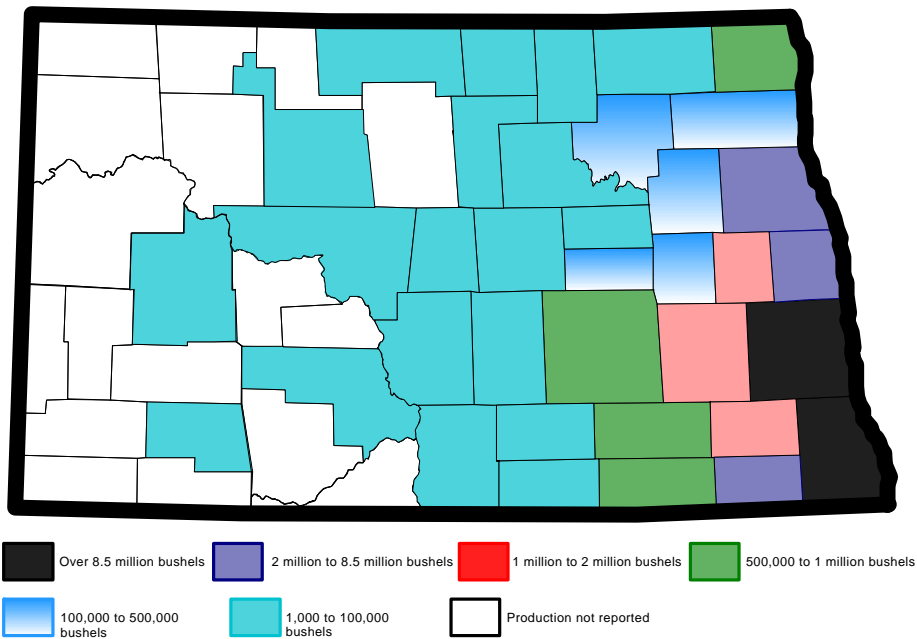 Over 8.5 million bushels
2 million to 8.5 million bushels
1 million to 2 million bushels
500,000 to 1 million bushels
100,000 to 500,000
bushels
1,000 to 100,000
bushels
Production not reported